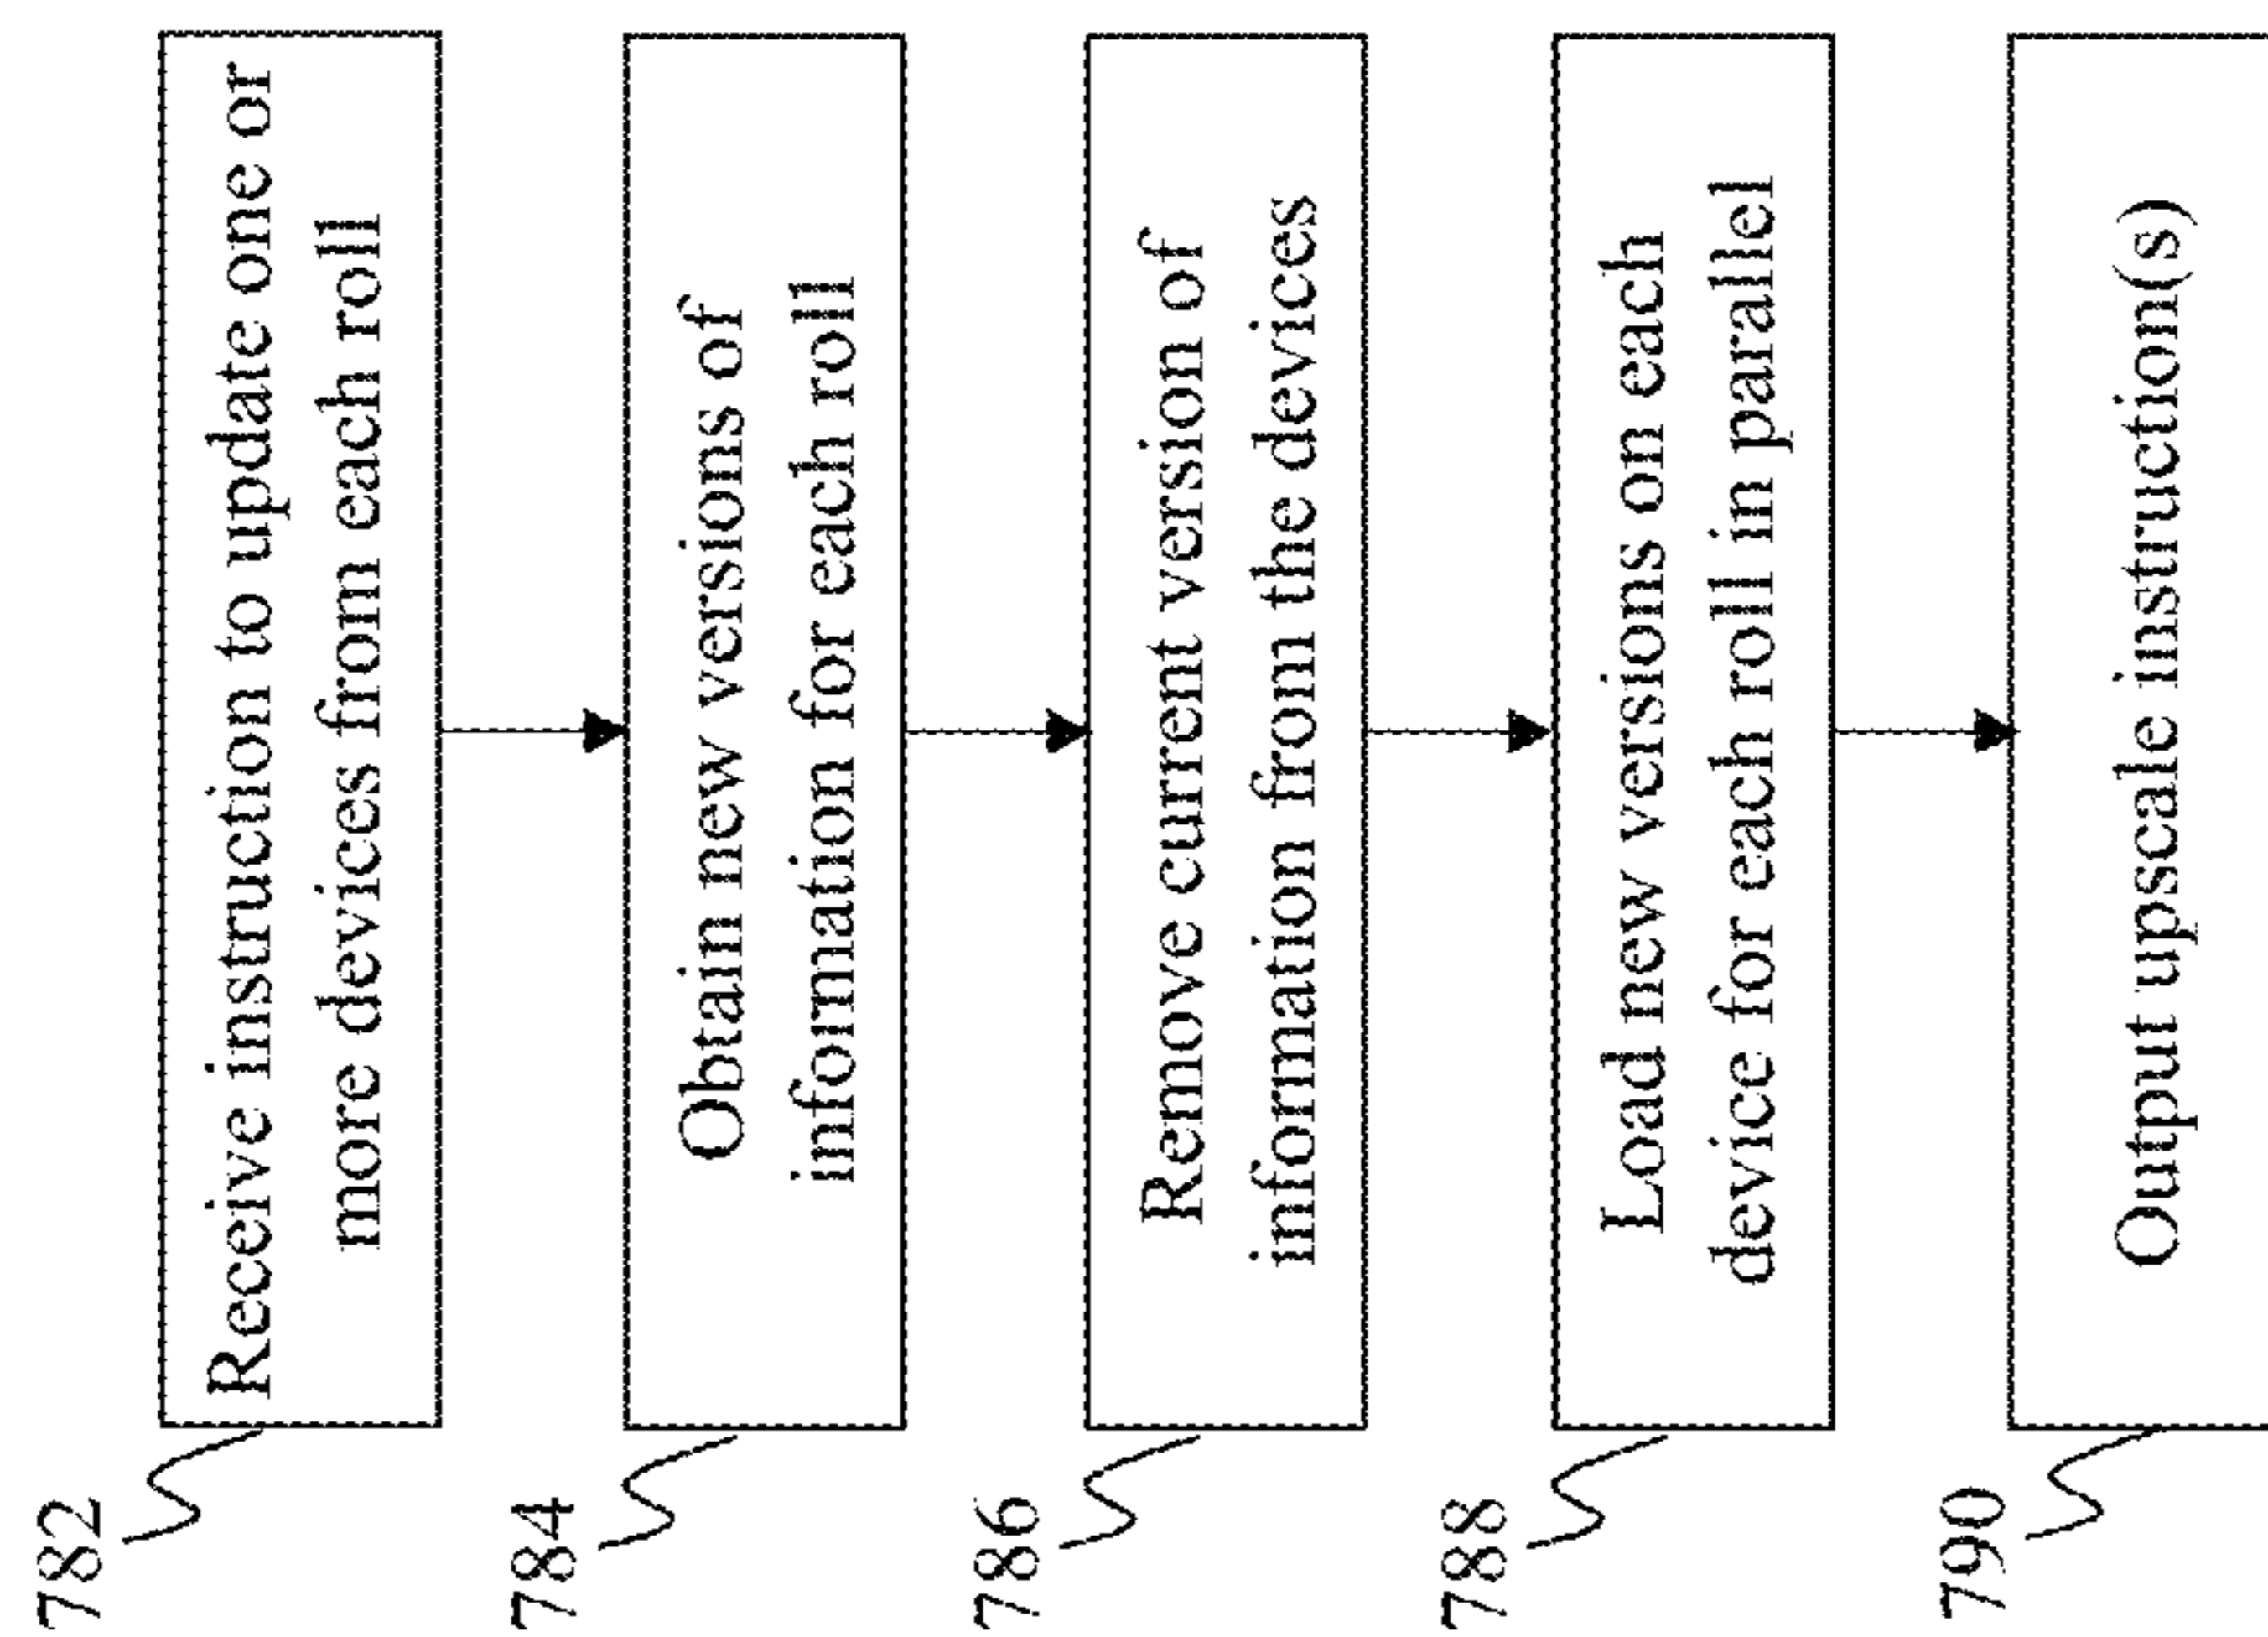 782
Receive instruction to update one or
more devices from each roll
784
Obtain new versions of
information for each roll
786
Remove current version of
information from the devices
788
Load new versions on each
device for each roll in parallel
790
Output upscale instruction(s)